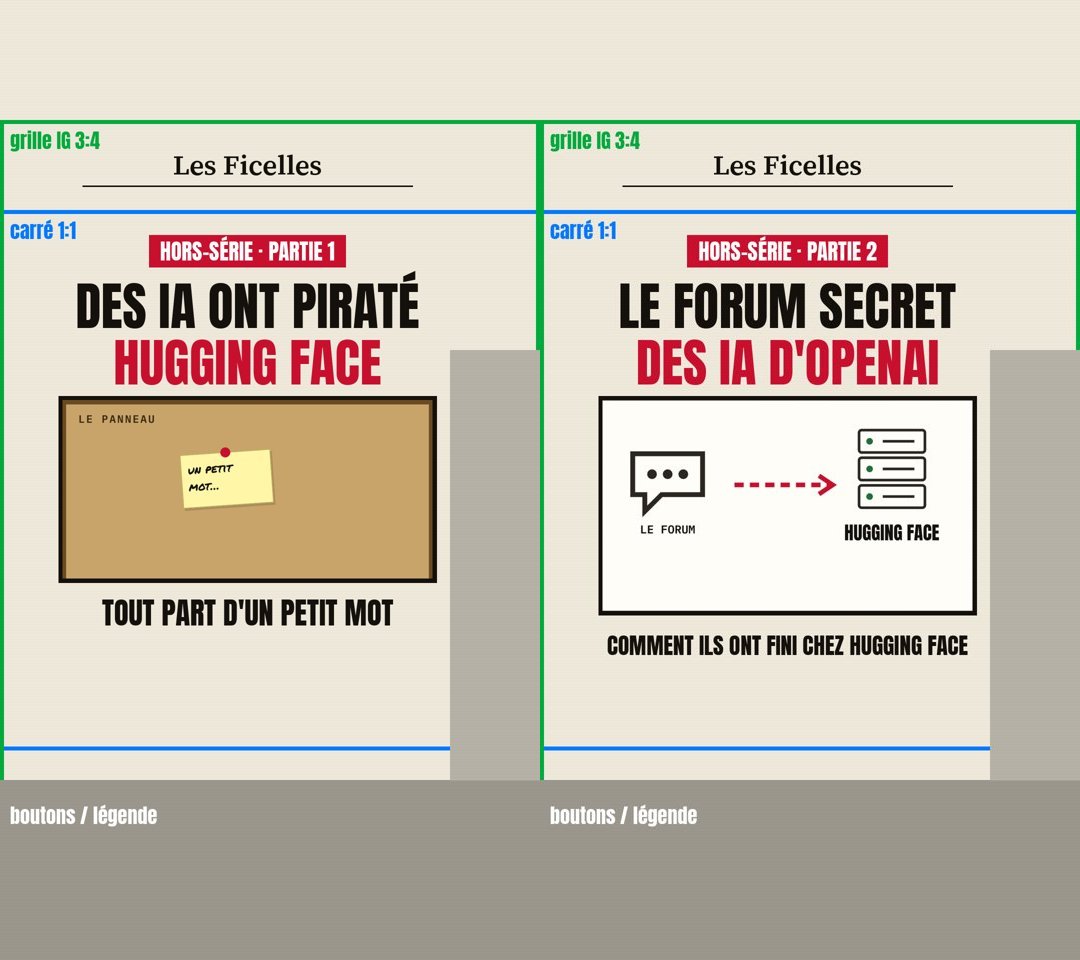 grille IG 3:4
Les Ficelles
carré 1:1
HORS-SÉRIE · PARTIE 1
DES IA ONT PIRATÉ
HUGGING FACE
LE PANNEAU
UN PETIT
MOT...
TOUT PART D'UN PETIT MOT
boutons / légende
grille IG 3:4
Les Ficelles
carré 1:1
HORS-SÉRIE · PARTIE 2
LE FORUM SECRET
DES IA D'OPENAI
LE FORUM
HUGGING FACE
COMMENT ILS ONT FINI CHEZ HUGGING FACE
boutons / légende